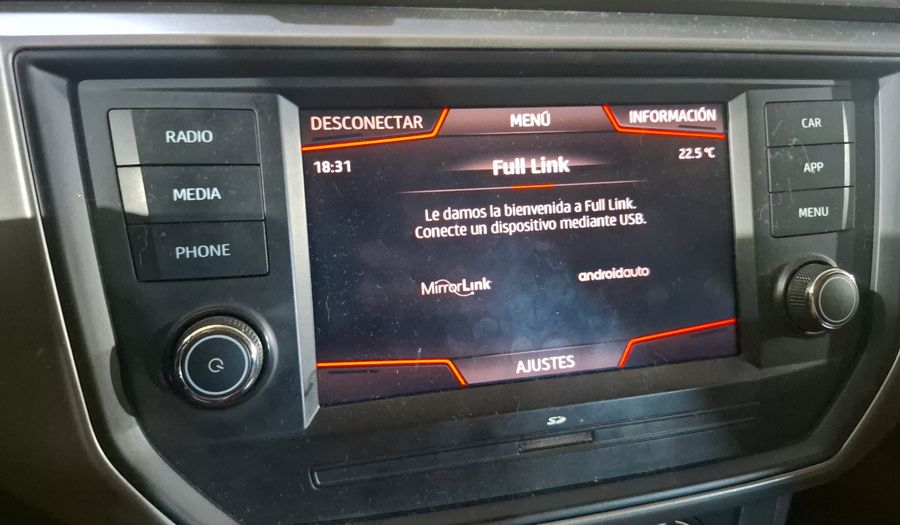 RADIO
MEDIA
PHONE
DESCONECTAR
MENÚ
INFORMACIÓN
18:31
Full Link
22.5 °C
Le damos la bienvenida a Full Link.
Conecte un dispositivo mediante USB.
MirrorLink
androidauto
AJUSTES
CAR
APP
MENU
SD